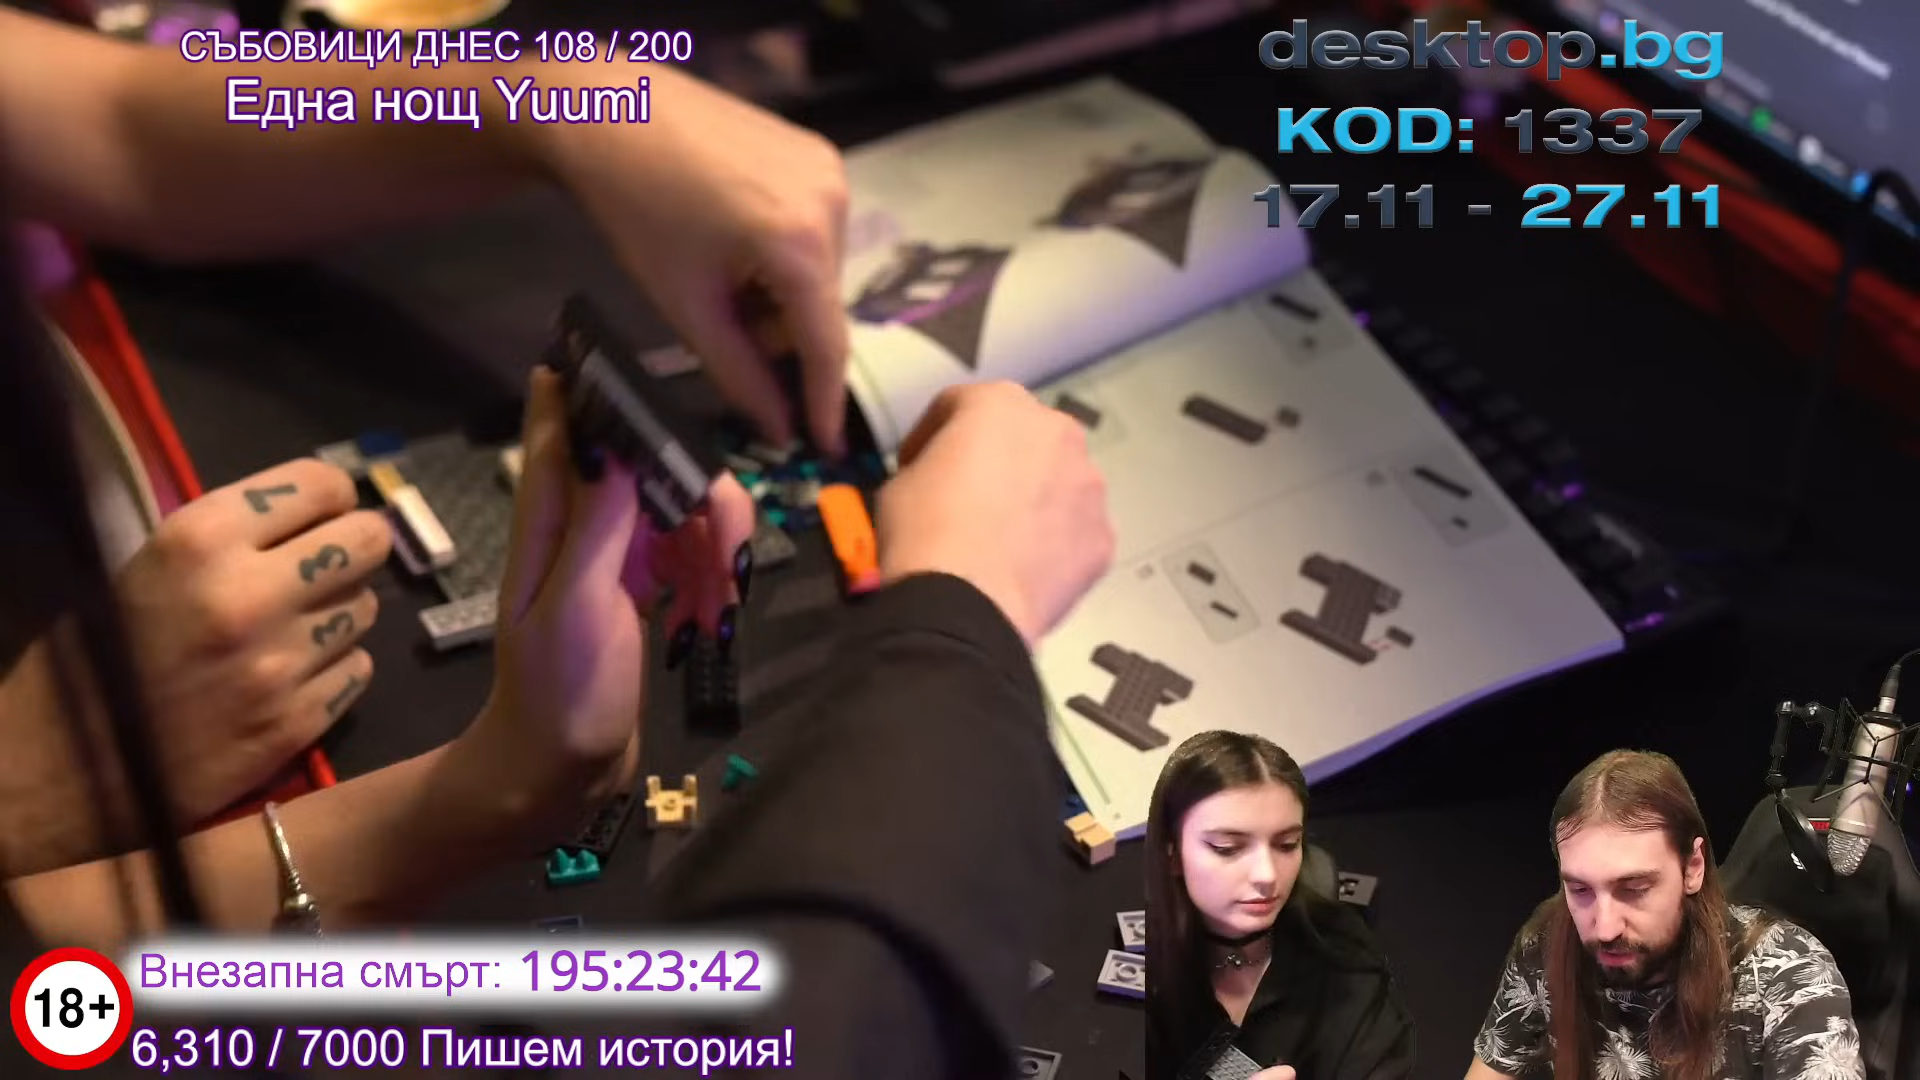 СЪБОВИЦИ ДНЕС 108 / 200
Една нощ Yuumi
desktop.bg
KOD: 1337
17.11 - 27.11
7
3
3
1
Внезапна смърт: 195:23:42
18+
6,310 / 7000 Пишем история!